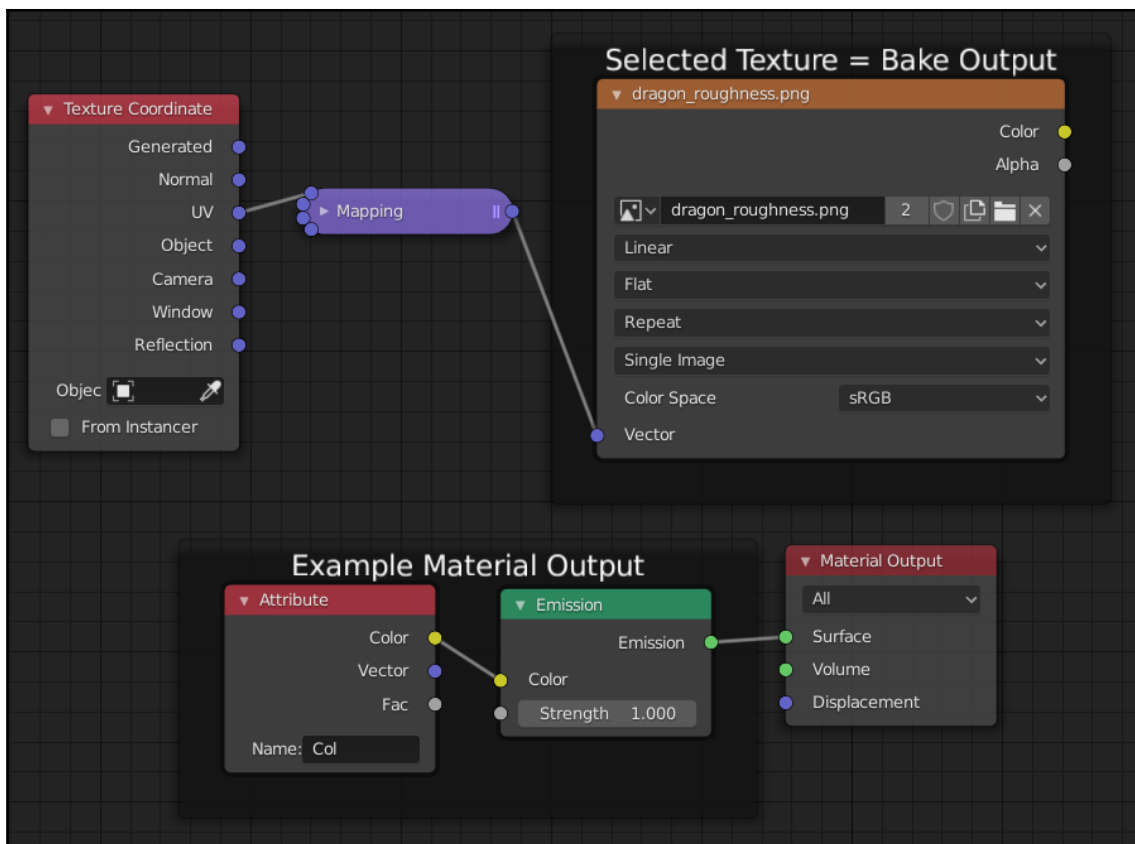 Selected Texture = Bake Output
Texture Coordinate
Generated
Normal
UV
Object
Camera
Window
Reflection
Objec
From Instancer
Mapping
dragon_roughness.png
Color
Alpha
dragon_roughness.png 2
Linear
Flat
Repeat
Single Image
Color Space sRGB
Vector
Example Material Output
Attribute
Color
Vector
Fac
Name: Col
Emission
Emission
Color
Strength 1.000
Material Output
All
Surface
Volume
Displacement